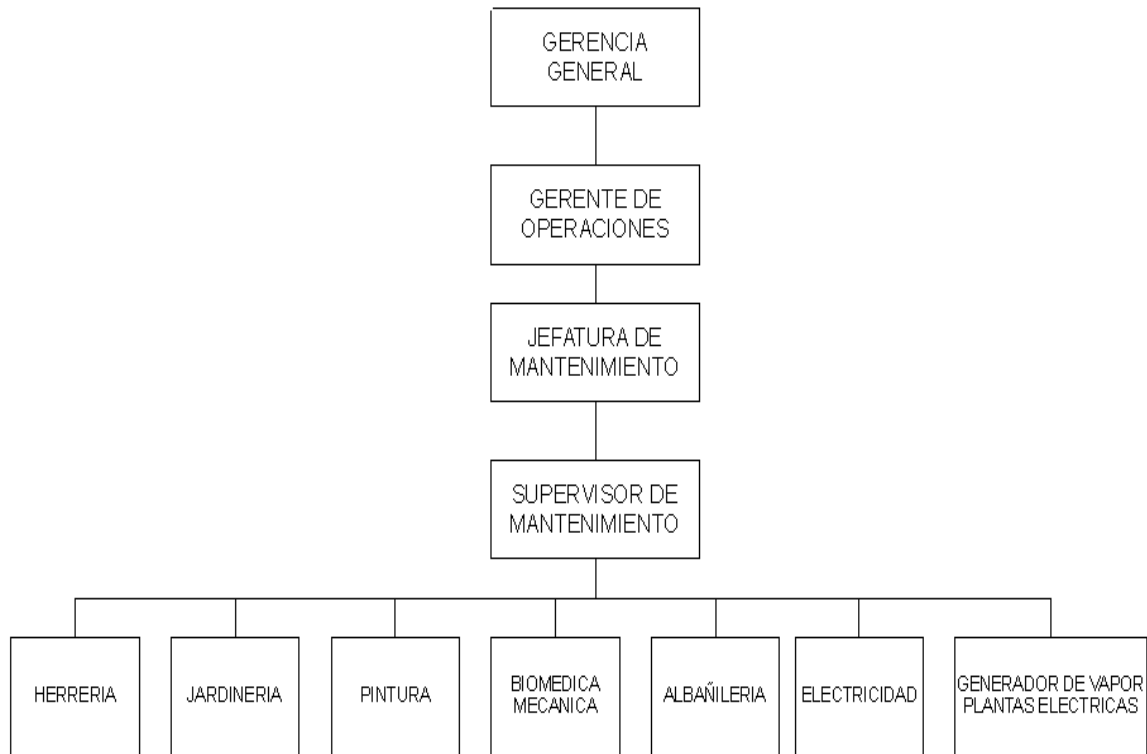 GERENCIA
GENERAL
GERENTE DE
OPERACIONES
JEFATURA DE
MANTENIMIENTO
SUPERVISOR DE
MANTENIMIENTO
HERRERIA
JARDINERIA
PINTURA
BIOMEDICA
MECANICA
ALBAÑILERIA
ELECTRICIDAD
GENERADOR DE VAPOR
PLANTAS ELECTRICAS